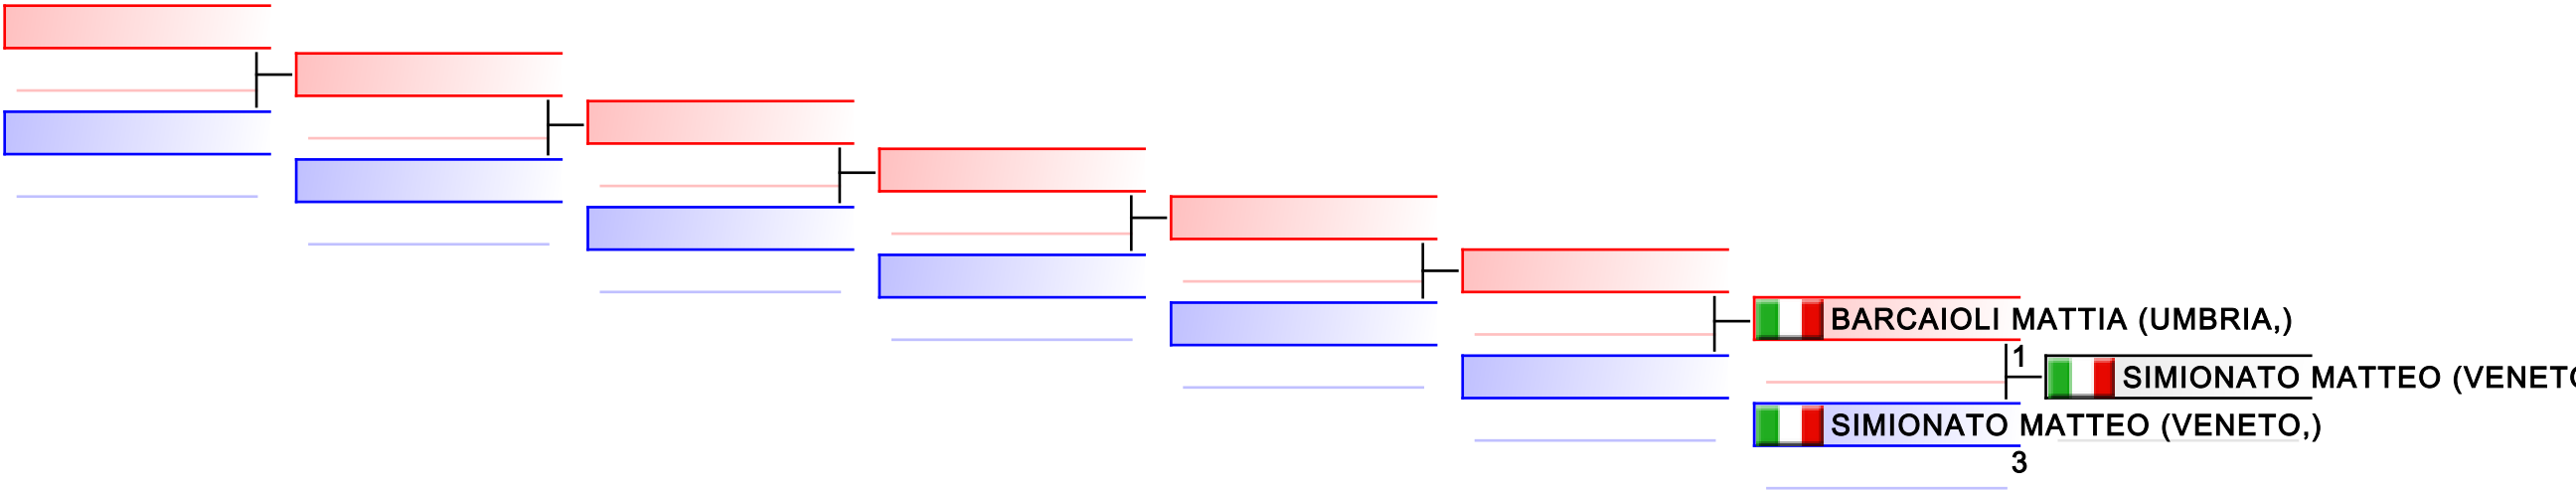 BARCAIOLI MATTIA (UMBRIA,)
1
SIMIONATO MATTEO (VENETO
SIMIONATO MATTEO (VENETO,)
3